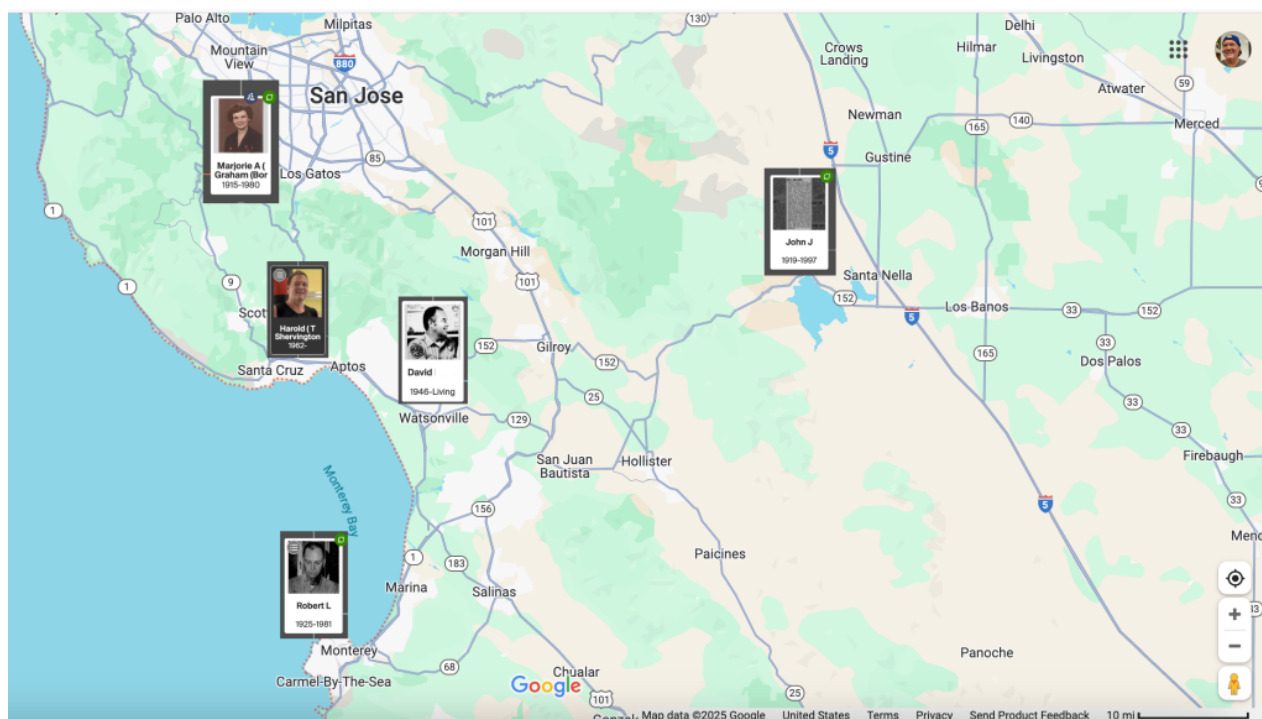 Palo Alto
Milpitas
Mountain
View
880
San Jose
130
Crows
Landing
Hilmar
Delhi
Livingston
Atwater
59
Merced
Newman
165
140
5
Gustine
Marjorie A (
Graham (Bor
1915-1980
Los Gatos
85
1
101
Morgan Hill
101
John J
1919-1997
Santa Nella
152
Los Banos
33
152
5
33
165
Dos Palos
33
33
Firebaugh
33
1
9
Scot
Harold ( T
Shervington
1962-
Santa Cruz
Aptos
David
1946-Living
152
Gilroy
152
25
Watsonville
129
San Juan
Bautista
Hollister
Monterey Bay
156
5
Mend
Paicines
1
183
Marina
Salinas
Robert L
1925-1981
33
Monterey
68
Carmel-By-The-Sea
Chualar
Panoche
Google
101
25
Map data ©2025 Google United States Terms Privacy Send Product Feedback 10 mi